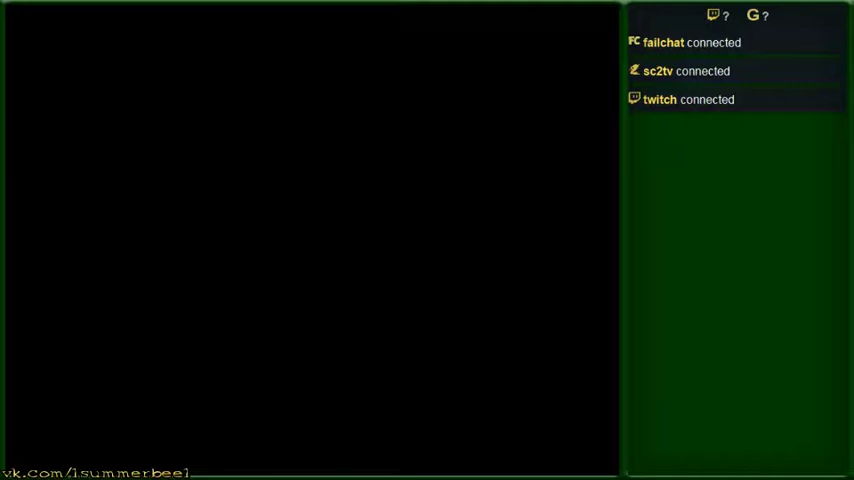 ? G ?
FC failchat connected
sc2tv connected
twitch connected
vk.com/1summerbee1